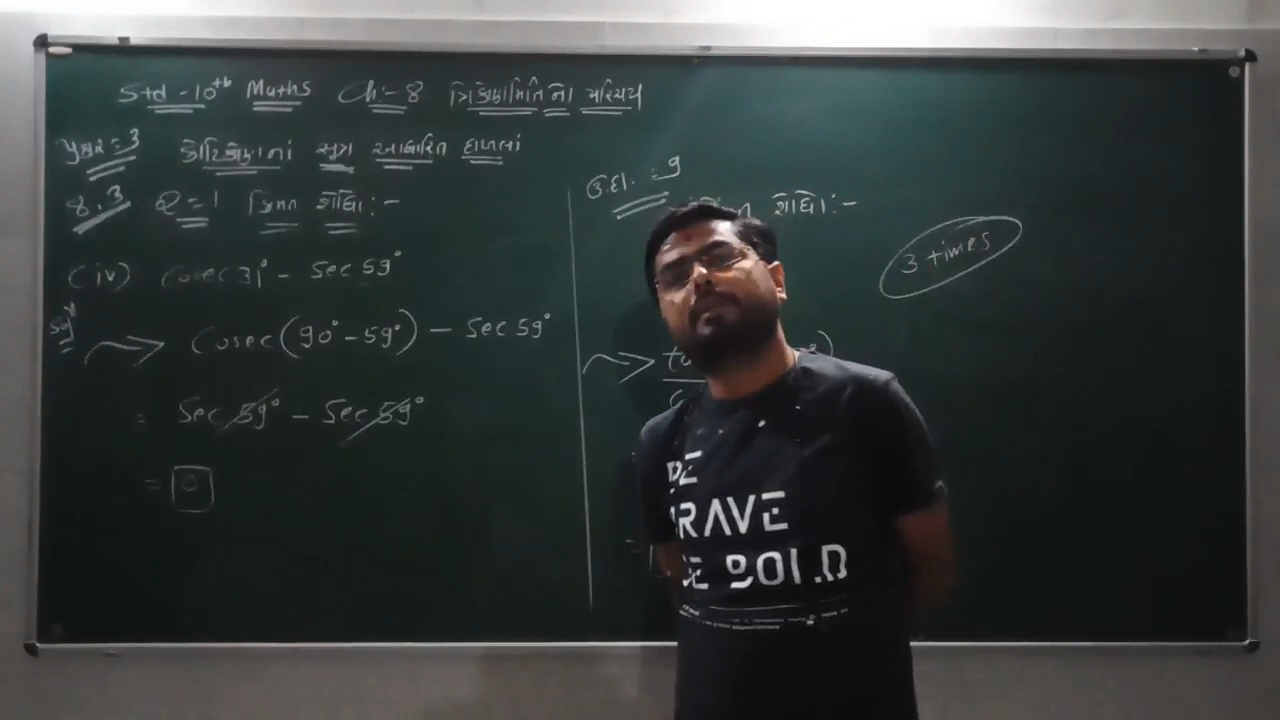 Std - 10th Maths Ch:- 8 ત્રિકોણમિતિનો પરિચય
પ્રકાર = 3 કોટિકોણનાં સૂત્ર આધારિત દાખલાં
8.3 Q = 1 કિંમત શોધો :-
(iv) Cosec 31° - Sec 59°
Solⁿ Cosec (90° - 59°) - Sec 59°
= Sec 59° - Sec 59°
= 0
ઉ.દા. :- 9
શોધો :-
3 times
BE
BRAVE
BE BOLD